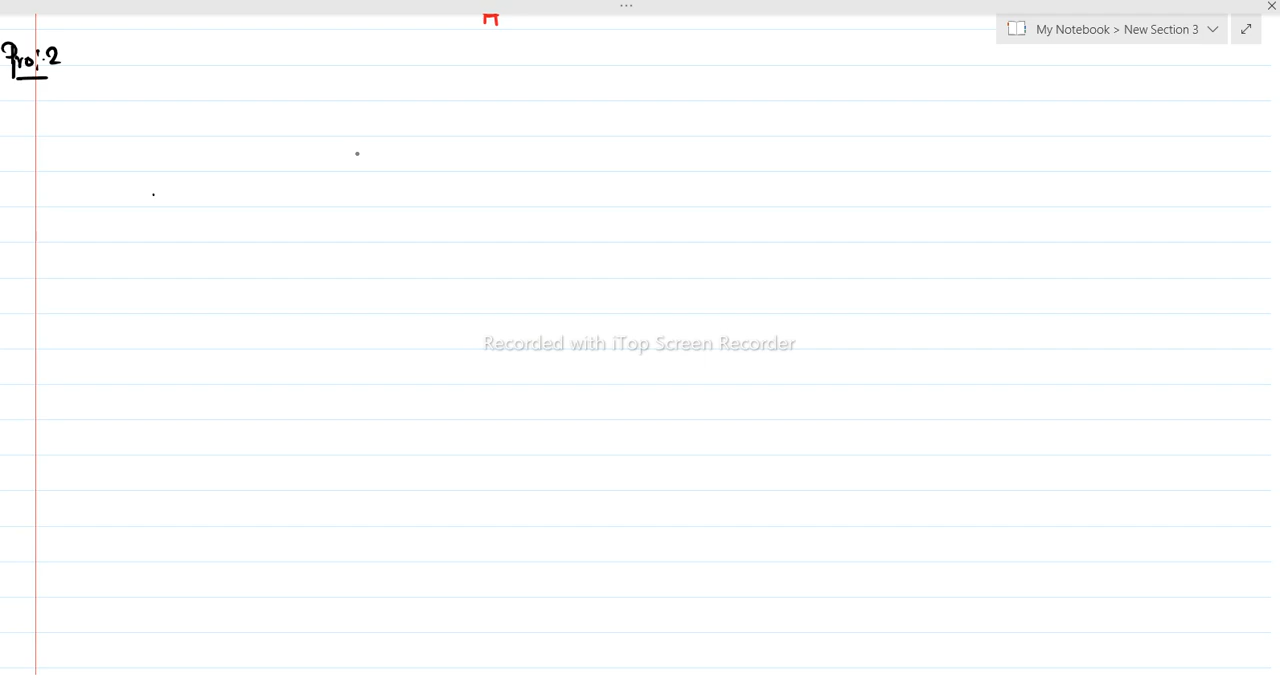 My Notebook > New Section 3
Pro:2
Recorded with iTop Screen Recorder